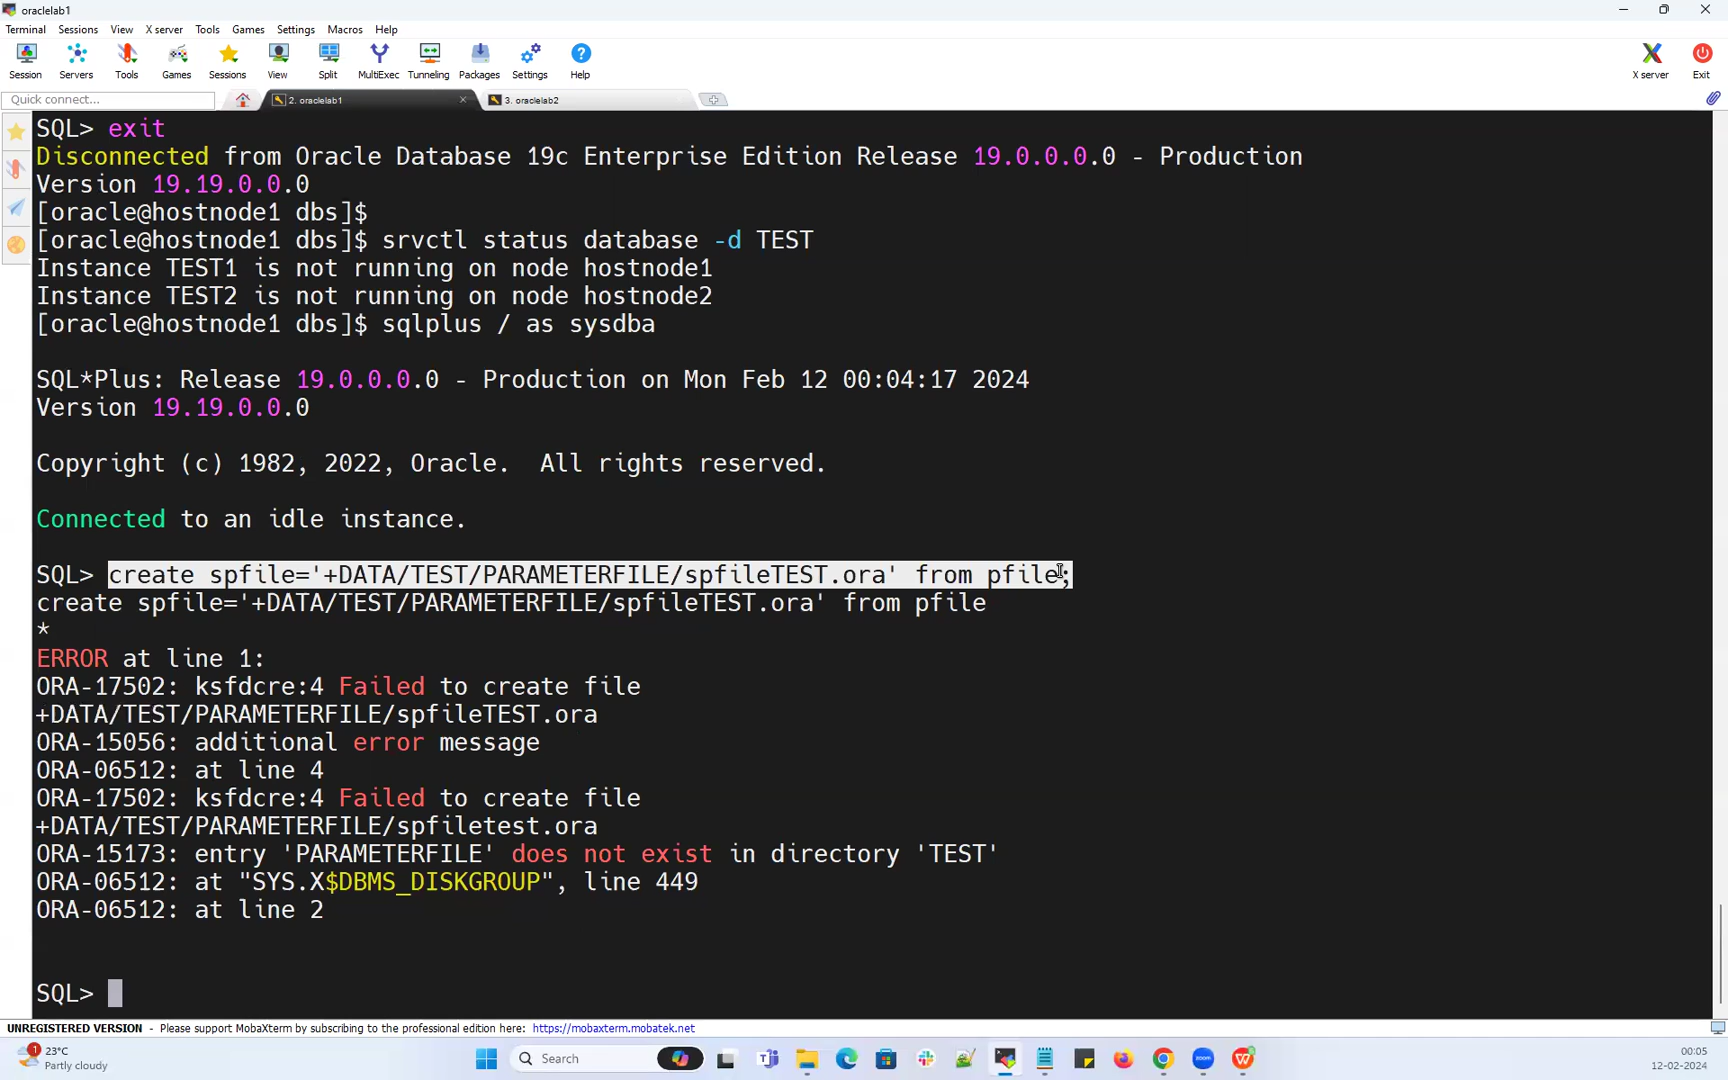 oraclelab1
Terminal Sessions View X server Tools Games Settings Macros Help
Session Servers Tools Games Sessions View Split MultiExec Tunneling Packages Settings Help X server Exit
Quick connect... 2. oraclelab1 3. oraclelab2
SQL> exit
Disconnected from Oracle Database 19c Enterprise Edition Release 19.0.0.0.0 - Production
Version 19.19.0.0.0
[oracle@hostnode1 dbs]$
[oracle@hostnode1 dbs]$ srvctl status database -d TEST
Instance TEST1 is not running on node hostnode1
Instance TEST2 is not running on node hostnode2
[oracle@hostnode1 dbs]$ sqlplus / as sysdba
SQL*Plus: Release 19.0.0.0.0 - Production on Mon Feb 12 00:04:17 2024
Version 19.19.0.0.0
Copyright (c) 1982, 2022, Oracle.  All rights reserved.
Connected to an idle instance.
SQL> create spfile='+DATA/TEST/PARAMETERFILE/spfileTEST.ora' from pfile;
create spfile='+DATA/TEST/PARAMETERFILE/spfileTEST.ora' from pfile
*
ERROR at line 1:
ORA-17502: ksfdcre:4 Failed to create file
+DATA/TEST/PARAMETERFILE/spfileTEST.ora
ORA-15056: additional error message
ORA-06512: at line 4
ORA-17502: ksfdcre:4 Failed to create file
+DATA/TEST/PARAMETERFILE/spfiletest.ora
ORA-15173: entry 'PARAMETERFILE' does not exist in directory 'TEST'
ORA-06512: at "SYS.X$DBMS_DISKGROUP", line 449
ORA-06512: at line 2
SQL>
UNREGISTERED VERSION - Please support MobaXterm by subscribing to the professional edition here: https://mobaxterm.mobatek.net
1 23°C
Partly cloudy
Search
00:05
12-02-2024